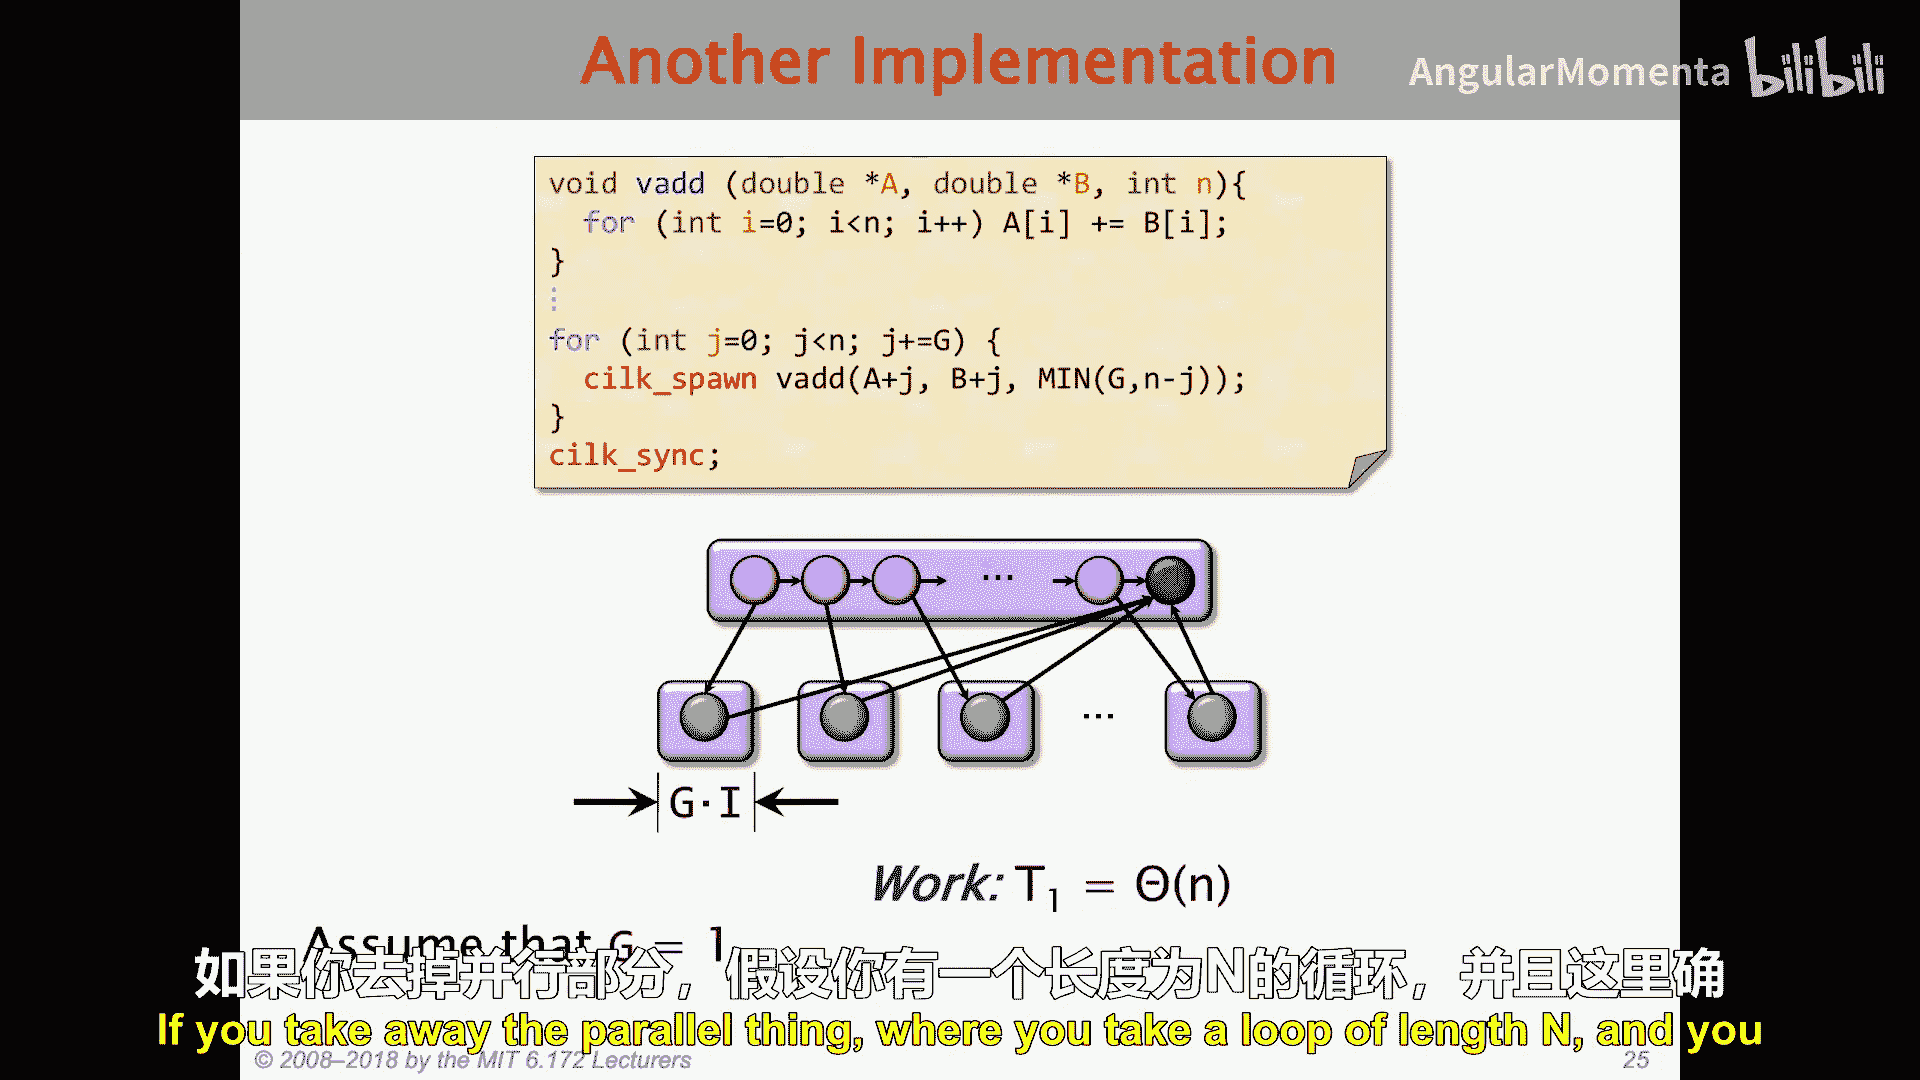 Another Implementation
AngularMomenta bilibili
void vadd (double *A, double *B, int n){
for (int i=0; i<n; i++) A[i] += B[i];
}
⋮
for (int j=0; j<n; j+=G) {
cilk_spawn vadd(A+j, B+j, MIN(G,n-j));
}
cilk_sync;
...
...
G·I
Work: T₁ = Θ(n)
Assume that G = 1
如果你去掉并行部分，假设你有一个长度为N的循环，并且这里确
If you take away the parallel thing, where you take a loop of length N, and you
© 2008–2018 by the MIT 6.172 Lecturers
25